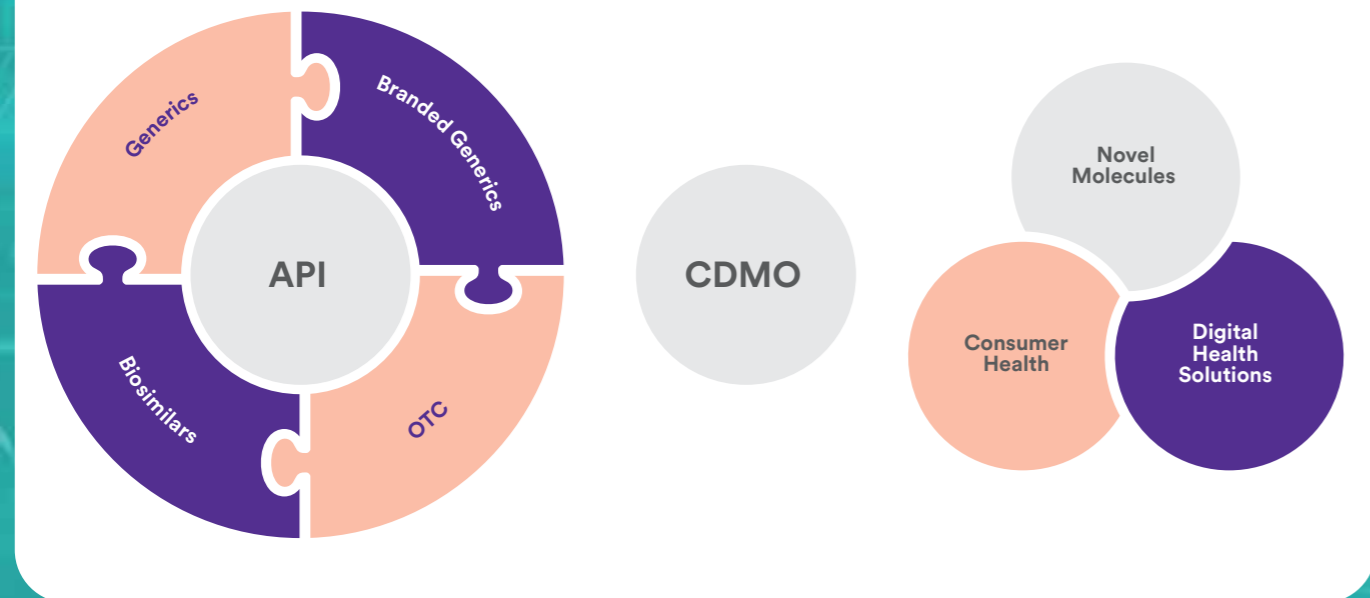 Generics
Branded Generics
API
Biosimilars
OTC
CDMO
Novel
Molecules
Consumer
Health
Digital
Health
Solutions